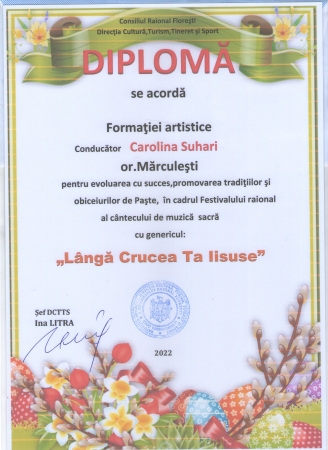 Consiliul Raional Florești
Direcția Cultură,Turism,Tineret și Sport
DIPLOMĂ
se acordă
Formației artistice
Conducător Carolina Suhari
or.Mărculești
pentru evoluarea cu succes,promovarea tradițiilor și
obiceiurilor de Paște, în cadrul Festivalului raional
al cântecului de muzică sacră
cu genericul:
„Lângă Crucea Ta Iisuse”
Șef DCTTS
Ina LITRA
2022